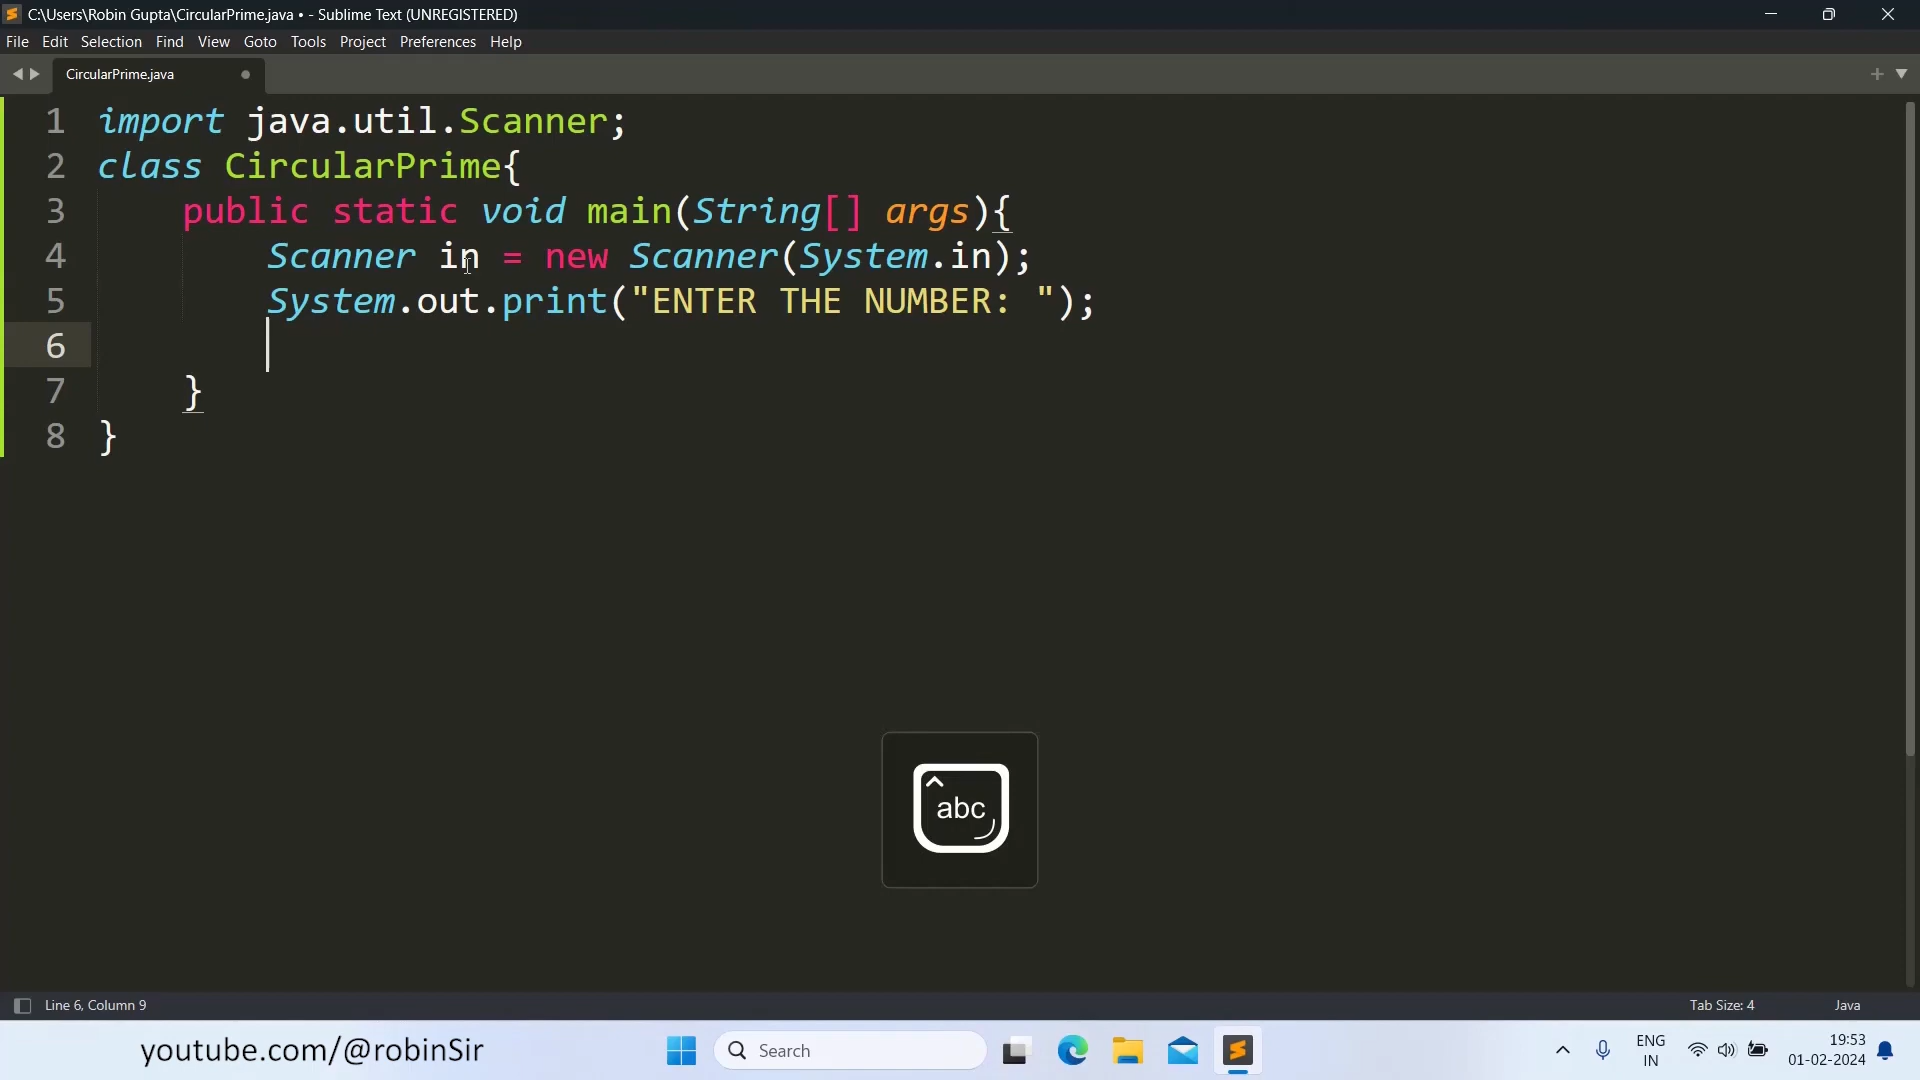 C:\Users\Robin Gupta\CircularPrime.java • - Sublime Text (UNREGISTERED)
File Edit Selection Find View Goto Tools Project Preferences Help
CircularPrime.java
1 import java.util.Scanner;
2 class CircularPrime{
3 public static void main(String[] args){
4 Scanner in = new Scanner(System.in);
5 System.out.print("ENTER THE NUMBER: ");
6
7 }
8 }
abc
Line 6, Column 9 Tab Size: 4 Java
youtube.com/@robinSir Search ENG IN 19:53 01-02-2024